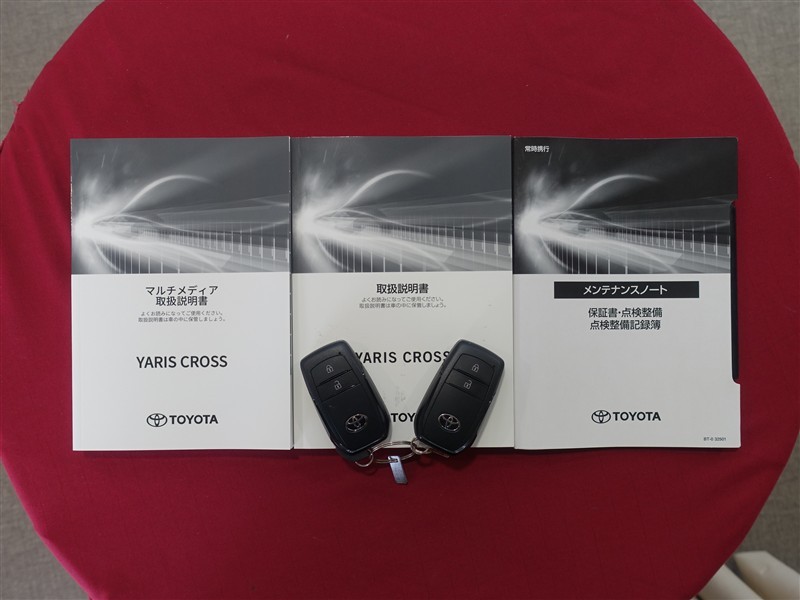 マルチメディア
取扱説明書
よくお読みになってご使用ください。
取扱説明書は車の中に保管しましょう。
YARIS CROSS
TOYOTA
取扱説明書
よくお読みになってご使用ください。
取扱説明書は車の中に保管しましょう。
YARIS CROSS
常時携行
メンテナンスノート
保証書・点検整備
点検整備記録簿
TOYOTA